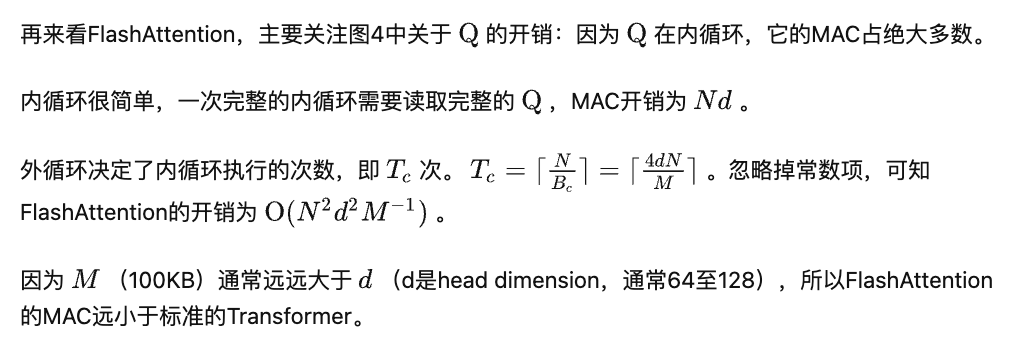 再来看FlashAttention，主要关注图4中关于 Q 的开销：因为 Q 在内循环，它的MAC占绝大多数。
内循环很简单，一次完整的内循环需要读取完整的 Q ，MAC开销为 $Nd$ 。
外循环决定了内循环执行的次数，即 $T_c$ 次。 $T_c = \lceil \frac{N}{B_c} \rceil = \lceil \frac{4dN}{M} \rceil$ 。忽略掉常数项，可知
FlashAttention的开销为 $\mathrm{O}(N^2 d^2 M^{-1})$ 。
因为 $M$ （100KB）通常远远大于 $d$ （d是head dimension，通常64至128），所以FlashAttention
的MAC远小于标准的Transformer。